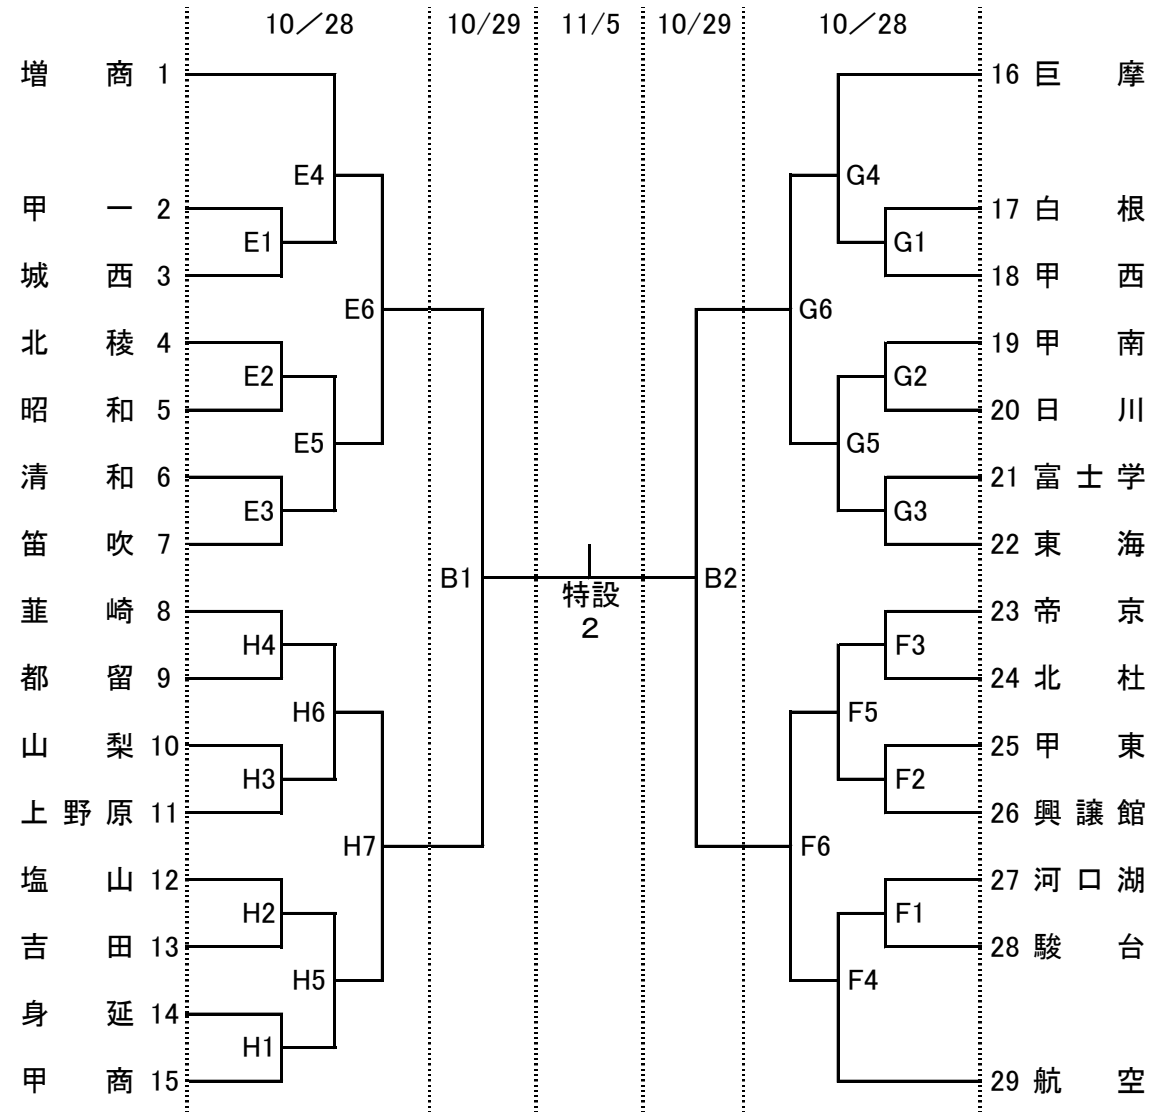 10／28 10/29 11/5 10/29 10／28
増商 1 16 巨摩
E4 G4
甲一 2 17 白根
E1 G1
城西 3 18 甲西
E6 G6
北稜 4 19 甲南
E2 G2
昭和 5 20 日川
E5 G5
清和 6 21 富士学
E3 G3
笛吹 7 22 東海
B1 B2
特設
韮崎 8 23 帝京
2
H4 F3
都留 9 24 北杜
H6 F5
山梨 10 25 甲東
H3 F2
上野原 11 26 興譲館
H7 F6
塩山 12 27 河口湖
H2 F1
吉田 13 28 駿台
H5 F4
身延 14
H1
甲商 15 29 航空